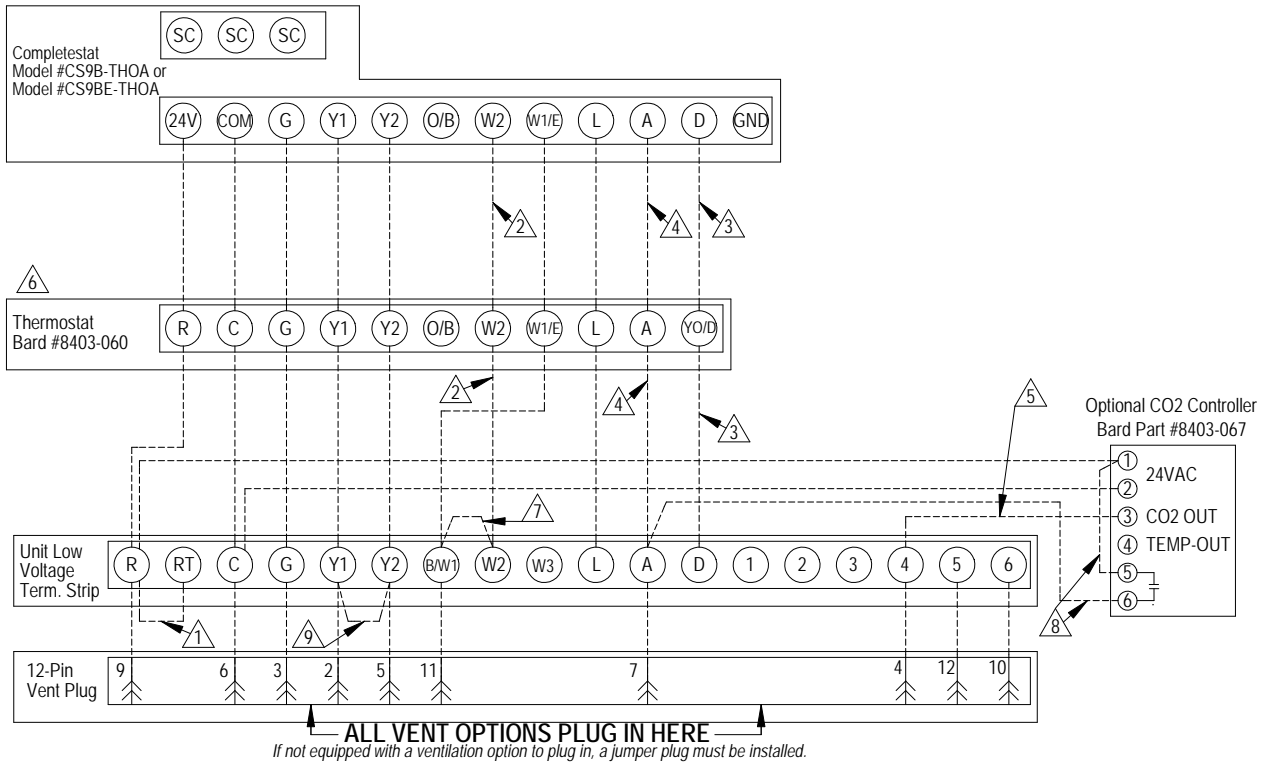 SC SC SC
Completestat
Model #CS9B-THOA or
Model #CS9BE-THOA
24V COM G Y1 Y2 O/B W2 W1/E L A D GND
2 4 3
6
Thermostat
Bard #8403-060
R C G Y1 Y2 O/B W2 W1/E L A YO/D
2 4 3 5
Optional CO2 Controller
Bard Part #8403-067
1 24VAC
2
3 CO2 OUT
4 TEMP-OUT
5
6
7
8
Unit Low
Voltage
Term. Strip
R RT C G Y1 Y2 B/W1 W2 W3 L A D 1 2 3 4 5 6
1 9
12-Pin
Vent Plug
9 6 3 2 5 11 7 4 12 10
ALL VENT OPTIONS PLUG IN HERE
If not equipped with a ventilation option to plug in, a jumper plug must be installed.